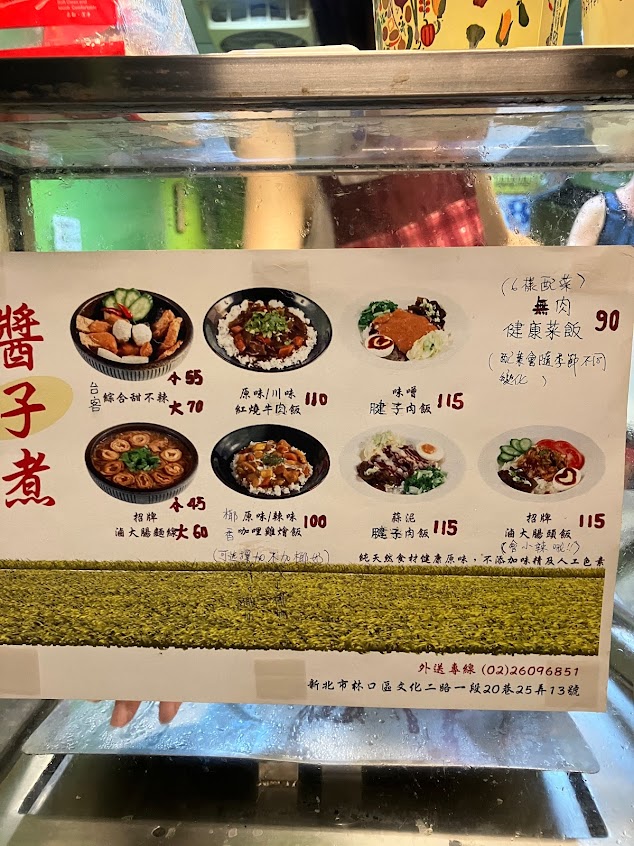 醬子煮
台客 綜合甜不辣
小 55
大 70
原味/川味
紅燒牛肉飯 110
味噌
腱子肉飯 115
(6樣配菜)
無肉
健康菜飯 90
(配菜會隨季節不同
變化)
招牌
滷大腸麵線
小 45
大 60
椰香 原味/辣味
咖哩雞燴飯 100
(可選擇加不加椰奶)
蒜泥
腱子肉飯 115
招牌
滷大腸頭飯 115
(會小辣哦!!)
純天然食材健康原味,不添加味精及人工色素
外送專線 (02)26096851
新北市林口區文化二路一段20巷25弄13號